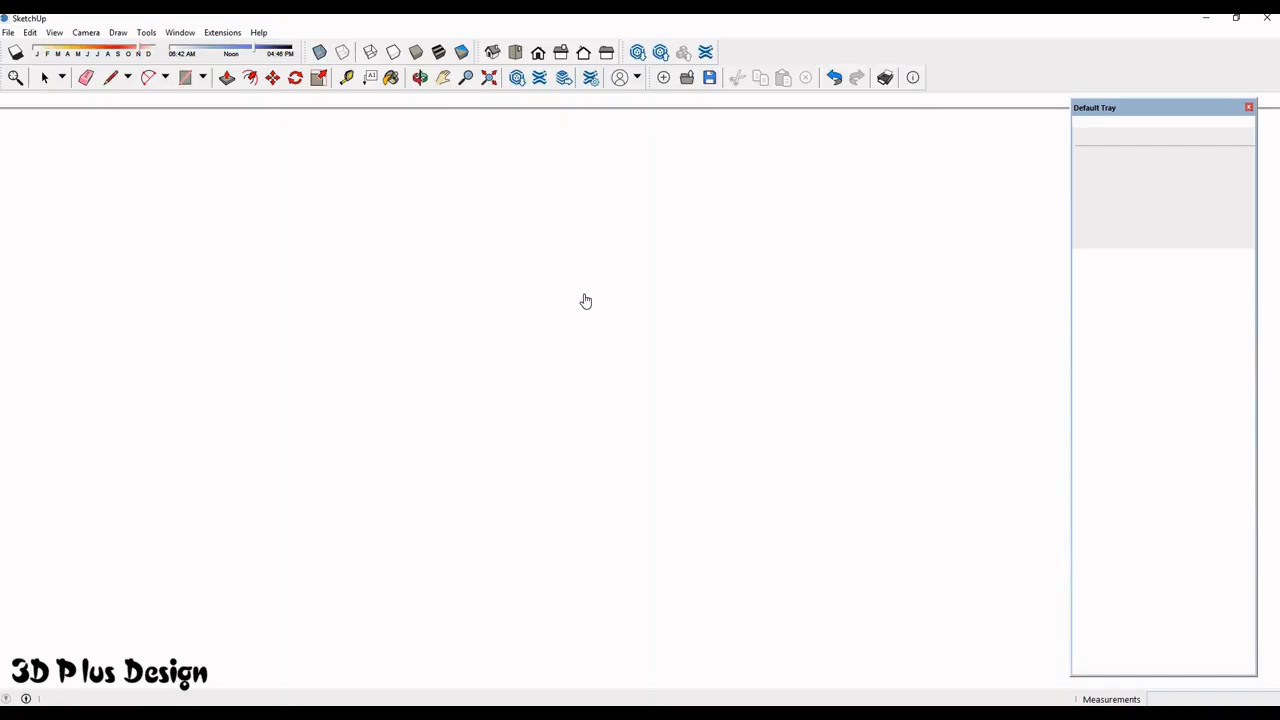 SketchUp
File Edit View Camera Draw Tools Window Extensions Help
J F M A M J J A S O N D 06:42 AM Noon 04:46 PM
A1
Default Tray
3D Plus Design
Measurements